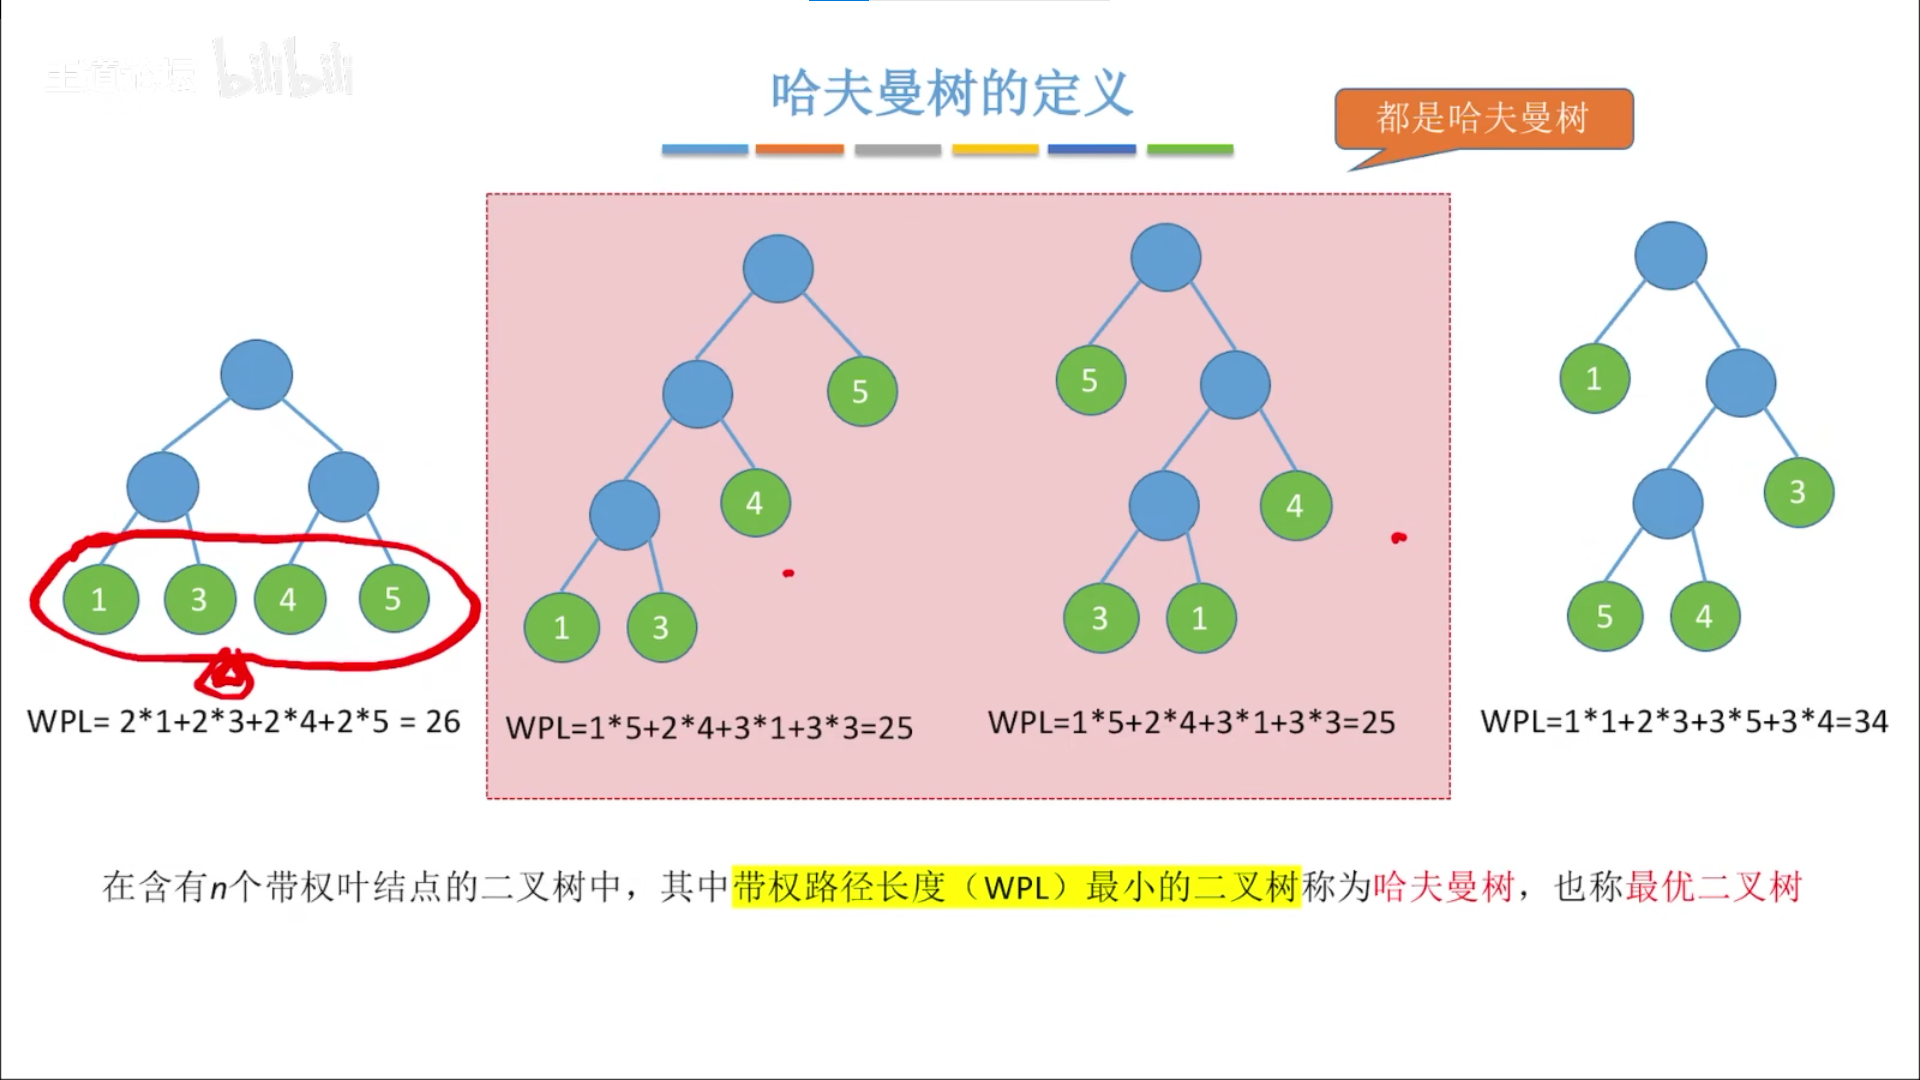 王道论坛 bilibili
哈夫曼树的定义
都是哈夫曼树
5
5
1
4
4
3
1 3 4 5
1 3
3 1
5 4
WPL= 2*1+2*3+2*4+2*5 = 26
WPL=1*5+2*4+3*1+3*3=25
WPL=1*5+2*4+3*1+3*3=25
WPL=1*1+2*3+3*5+3*4=34
在含有n个带权叶结点的二叉树中，其中带权路径长度（WPL）最小的二叉树称为哈夫曼树，也称最优二叉树